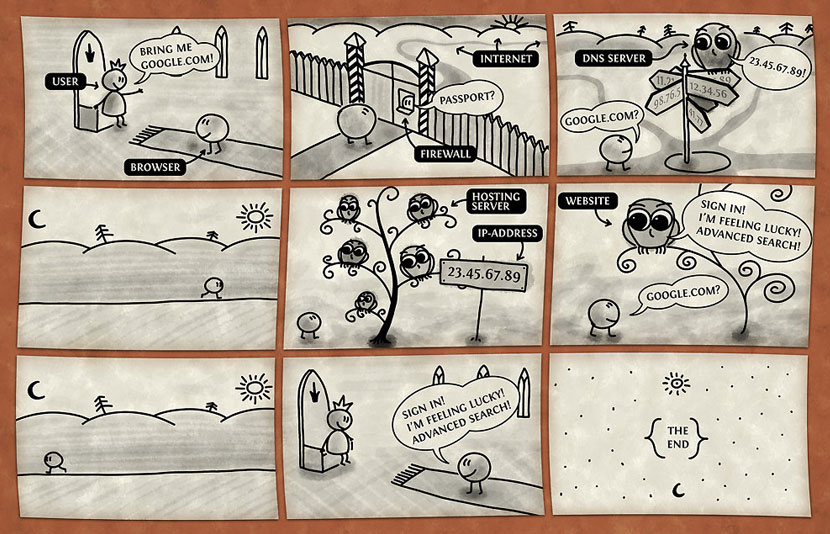 BRING ME
GOOGLE.COM!
USER
BROWSER
INTERNET
PASSPORT?
FIREWALL
DNS SERVER
23.45.67.89!
12.34.56
98.76.5
GOOGLE.COM?
HOSTING
SERVER
IP-ADDRESS
23.45.67.89
WEBSITE
SIGN IN!
I'M FEELING LUCKY!
ADVANCED SEARCH!
GOOGLE.COM?
SIGN IN!
I'M FEELING LUCKY!
ADVANCED SEARCH!
THE
END